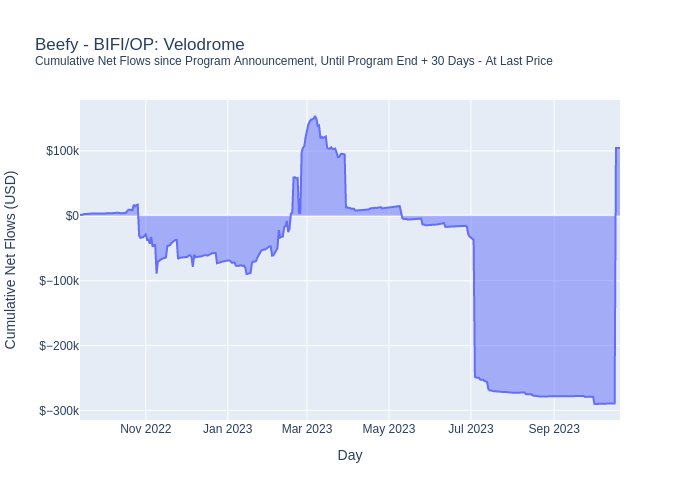 Beefy - BIFI/OP: Velodrome
Cumulative Net Flows since Program Announcement, Until Program End + 30 Days - At Last Price
Cumulative Net Flows (USD)
$100k
$0
−$100k
−$200k
−$300k
Nov 2022
Jan 2023
Mar 2023
May 2023
Jul 2023
Sep 2023
Day